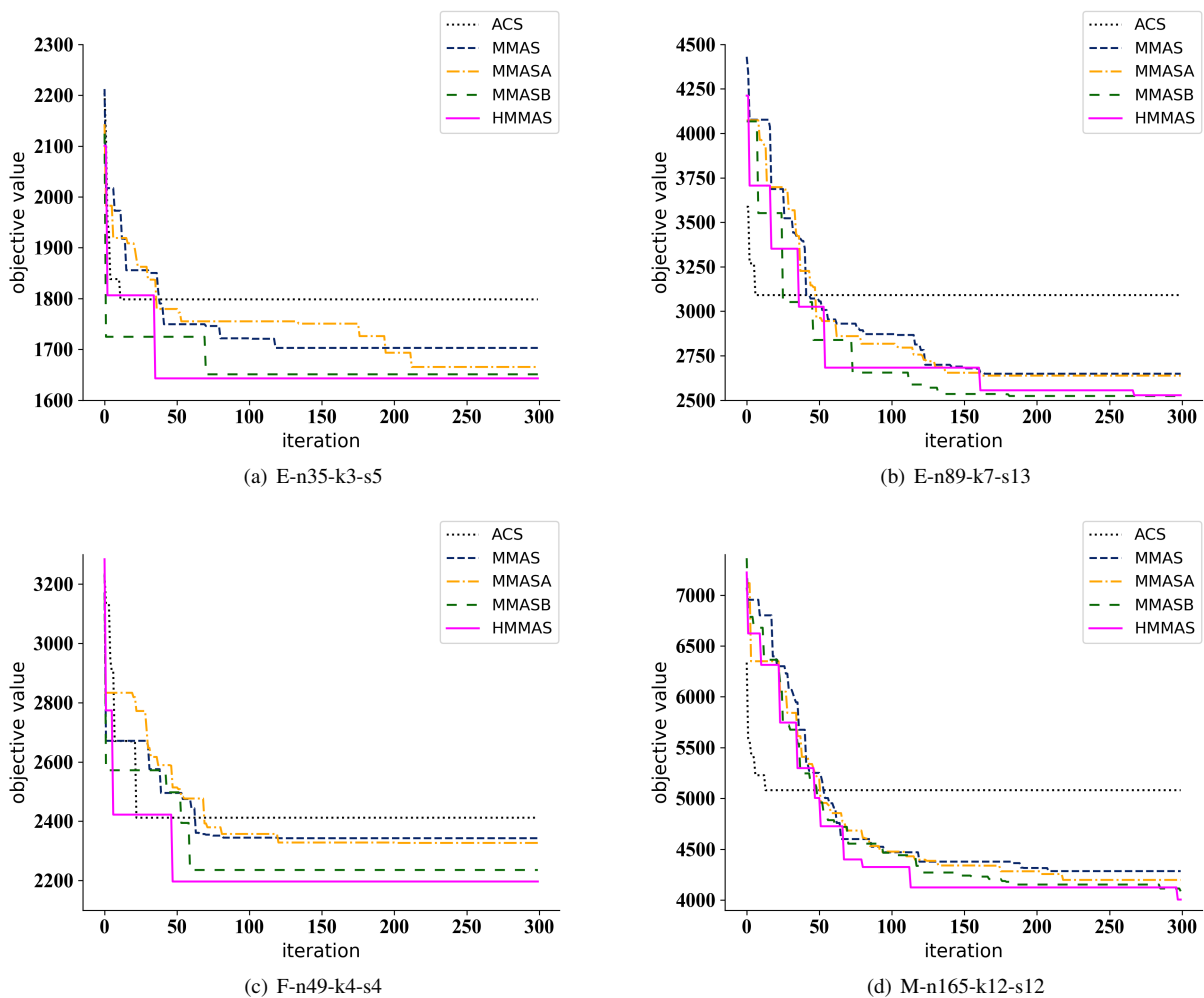 ACS
MMAS
MMASA
MMASB
HMMAS
2300
2200
2100
2000
1900
1800
1700
1600
objective value
0 50 100 150 200 250 300
iteration
(a) E-n35-k3-s5
ACS
MMAS
MMASA
MMASB
HMMAS
4500
4250
4000
3750
3500
3250
3000
2750
2500
objective value
0 50 100 150 200 250 300
iteration
(b) E-n89-k7-s13
ACS
MMAS
MMASA
MMASB
HMMAS
3200
3000
2800
2600
2400
2200
objective value
0 50 100 150 200 250 300
iteration
(c) F-n49-k4-s4
ACS
MMAS
MMASA
MMASB
HMMAS
7000
6500
6000
5500
5000
4500
4000
objective value
0 50 100 150 200 250 300
iteration
(d) M-n165-k12-s12